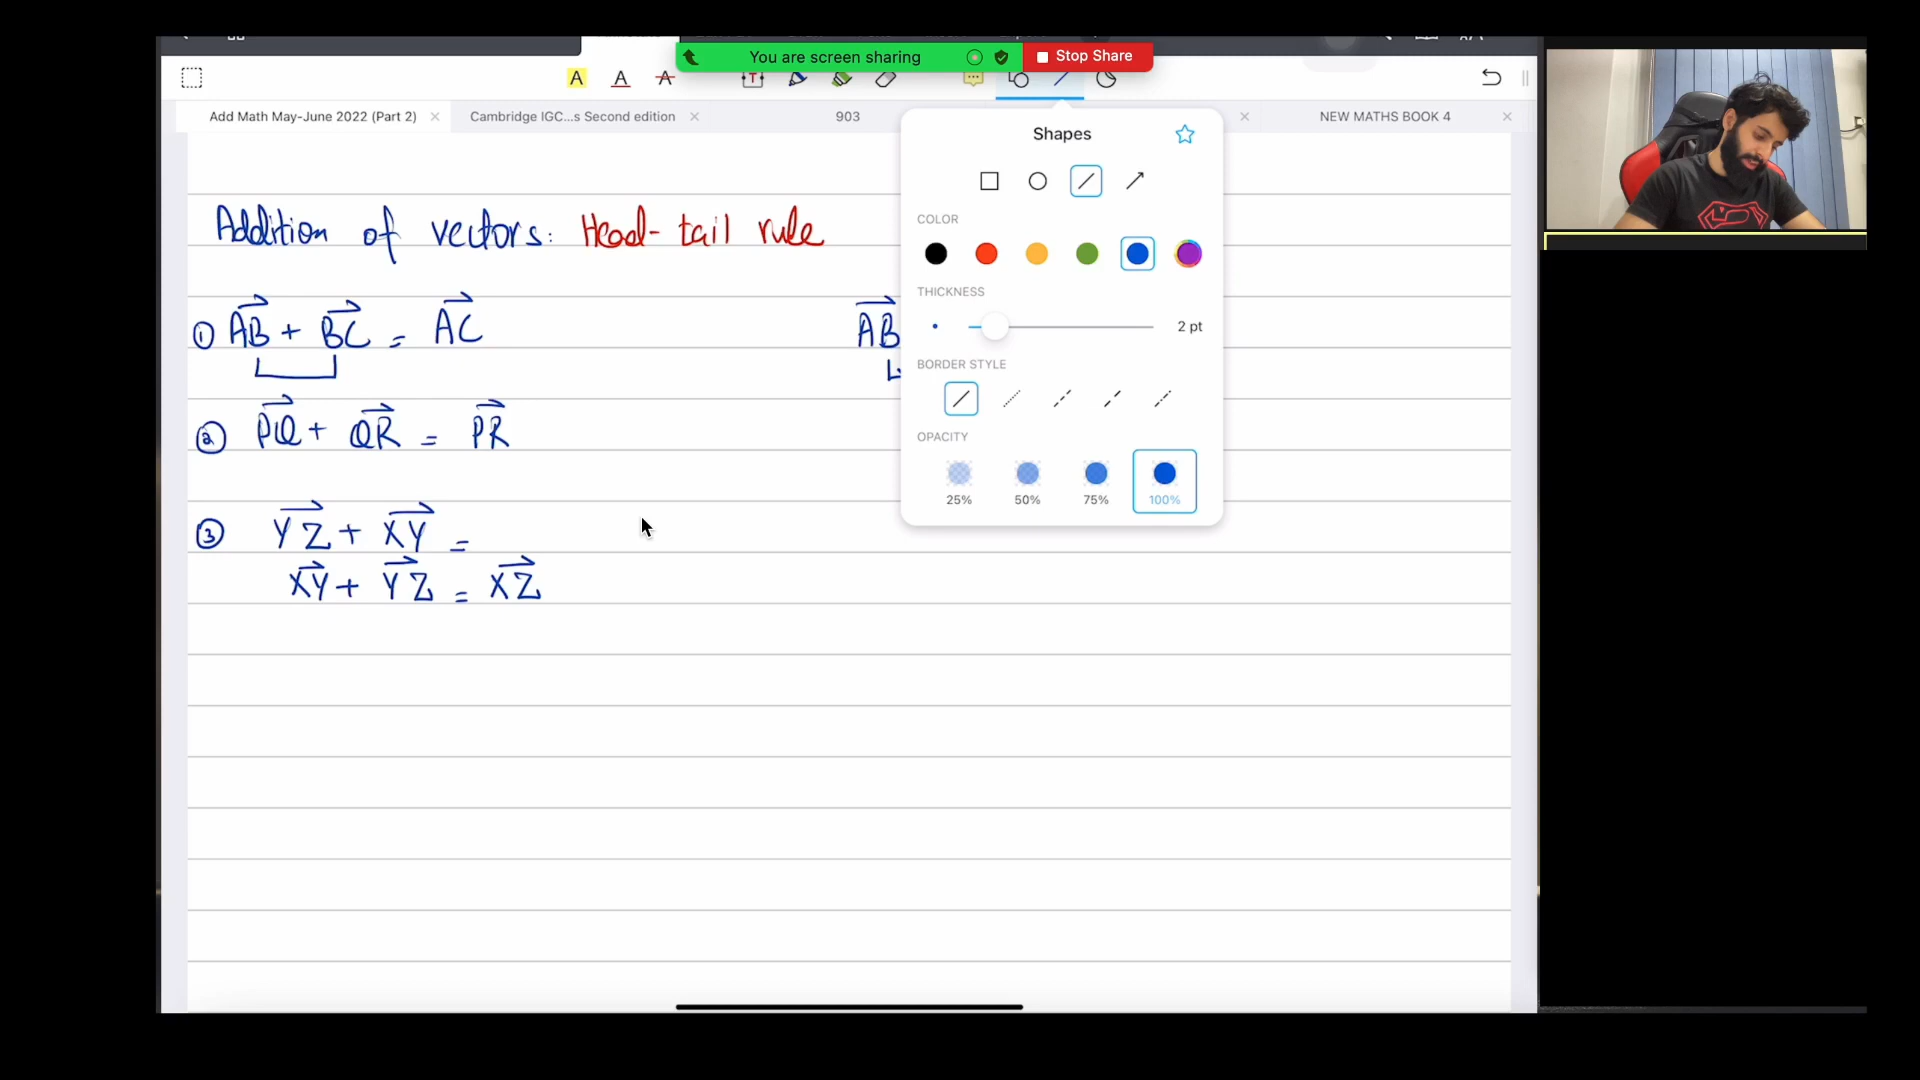 You are screen sharing Stop Share
A A A T
Add Math May-June 2022 (Part 2) Cambridge IGC...s Second edition 903 NEW MATHS BOOK 4
Shapes
COLOR
THICKNESS
2 pt
BORDER STYLE
OPACITY
25% 50% 75% 100%
Addition of vectors: Head-tail rule
① AB + BC = AC
AB
② PQ + QR = PR
③ YZ + XY =
XY + YZ = XZ